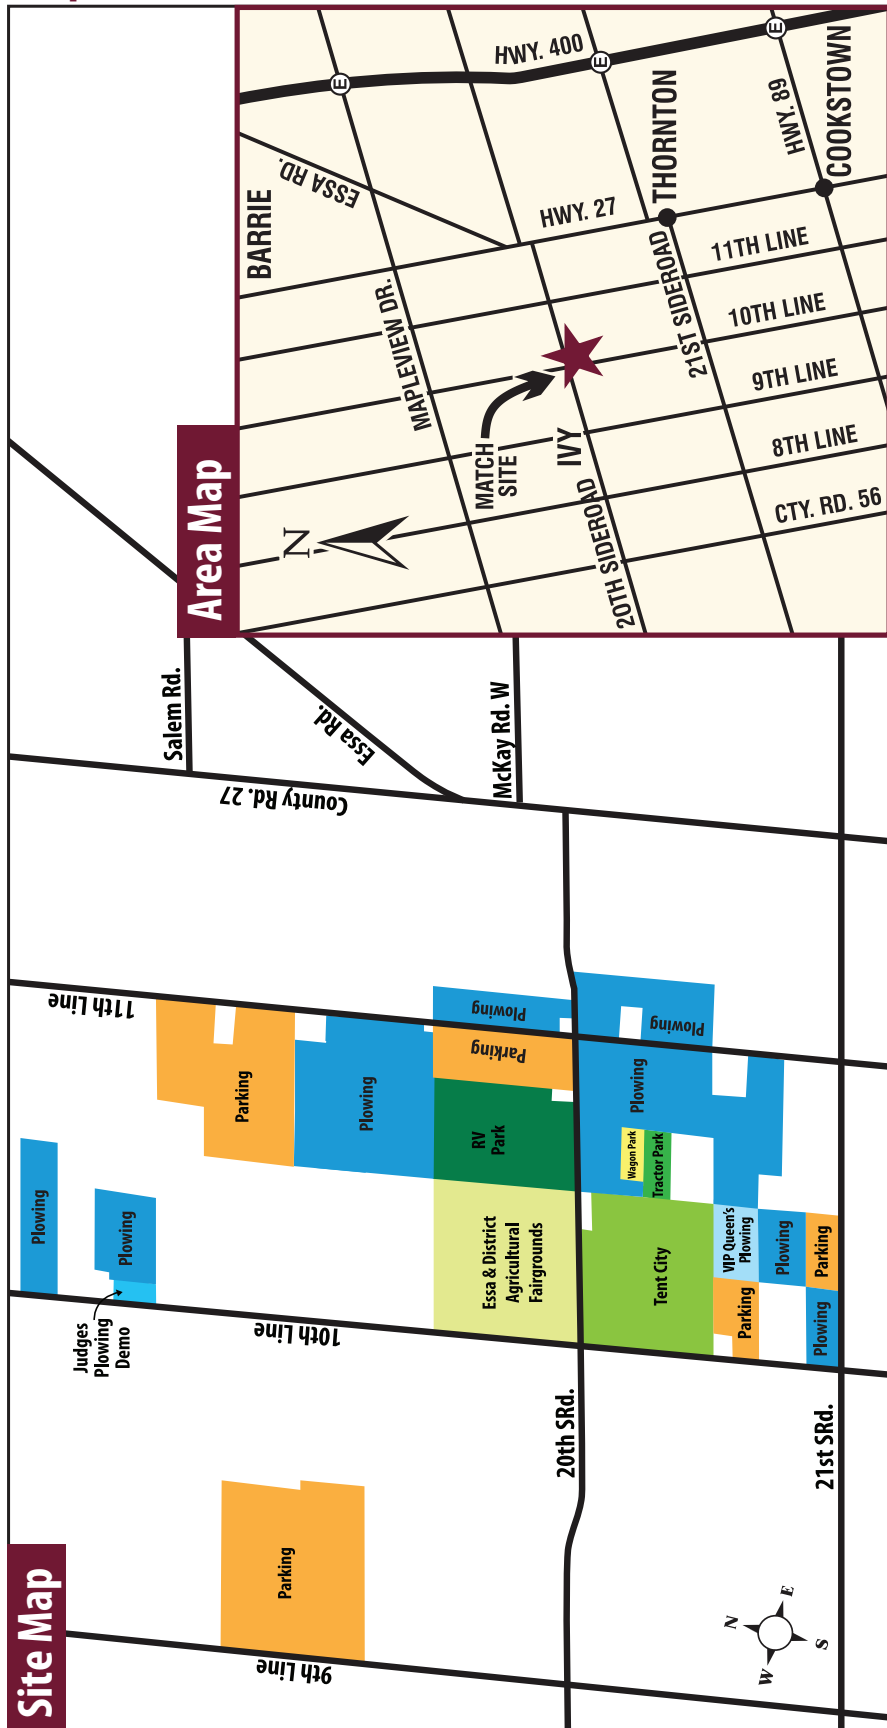 Site Map
Area Map
BARRIE
ESSA RD.
HWY. 400
E
E
E
HWY. 89
COOKSTOWN
THORNTON
HWY. 27
11TH LINE
10TH LINE
9TH LINE
8TH LINE
CTY. RD. 56
MAPLEVIEW DR.
21ST SIDEROAD
20TH SIDEROAD
IVY
MATCH
SITE
N
Salem Rd.
Essa Rd.
McKay Rd. W
County Rd. 27
11th Line
10th Line
9th Line
20th SRd.
21st SRd.
Plowing
Plowing
Judges
Plowing
Demo
Parking
Parking
Plowing
Plowing
Parking
RV
Park
Essa & District
Agricultural
Fairgrounds
Plowing
Plowing
Wagon Park
Tractor Park
Tent City
VIP Queen's
Plowing
Plowing
Parking
Parking
Plowing
N
E
S
W